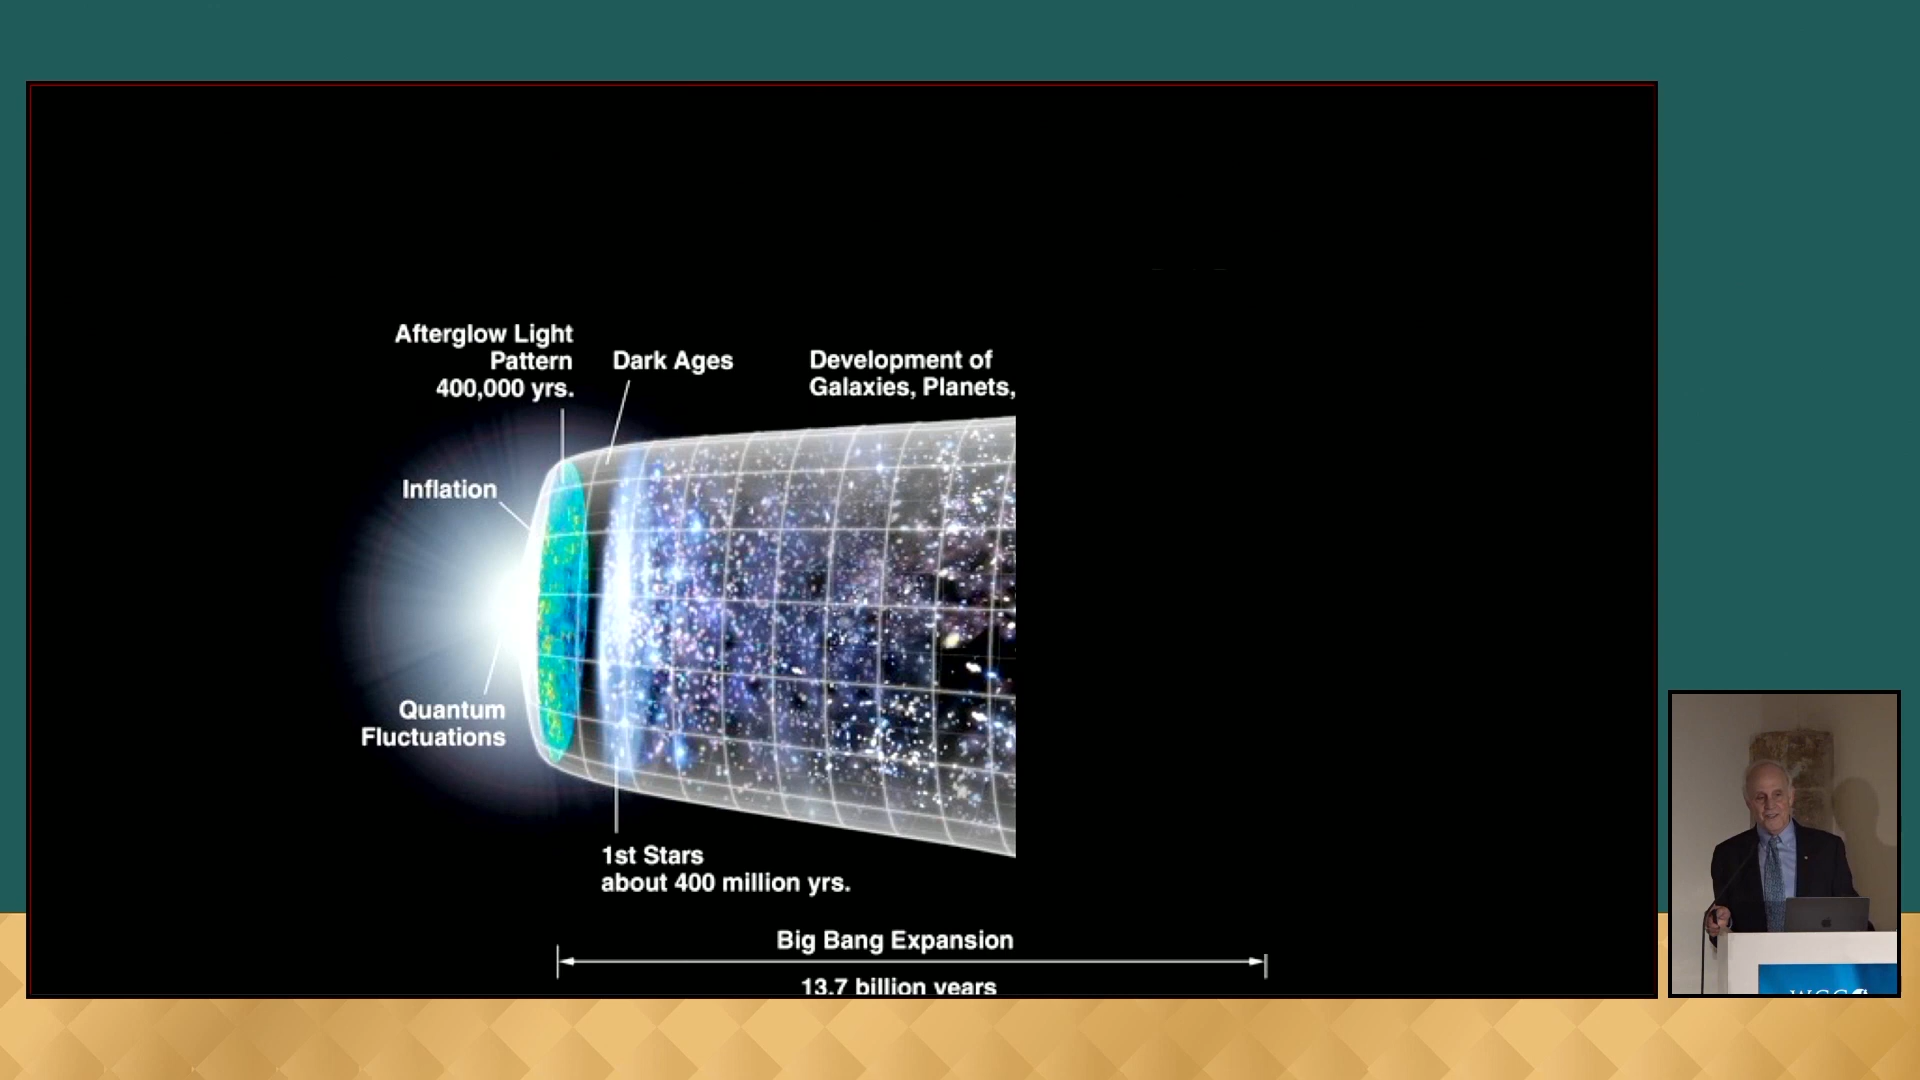 Afterglow Light
Pattern
400,000 yrs.
Dark Ages
Development of
Galaxies, Planets,
Inflation
Quantum
Fluctuations
1st Stars
about 400 million yrs.
Big Bang Expansion
13.7 billion years